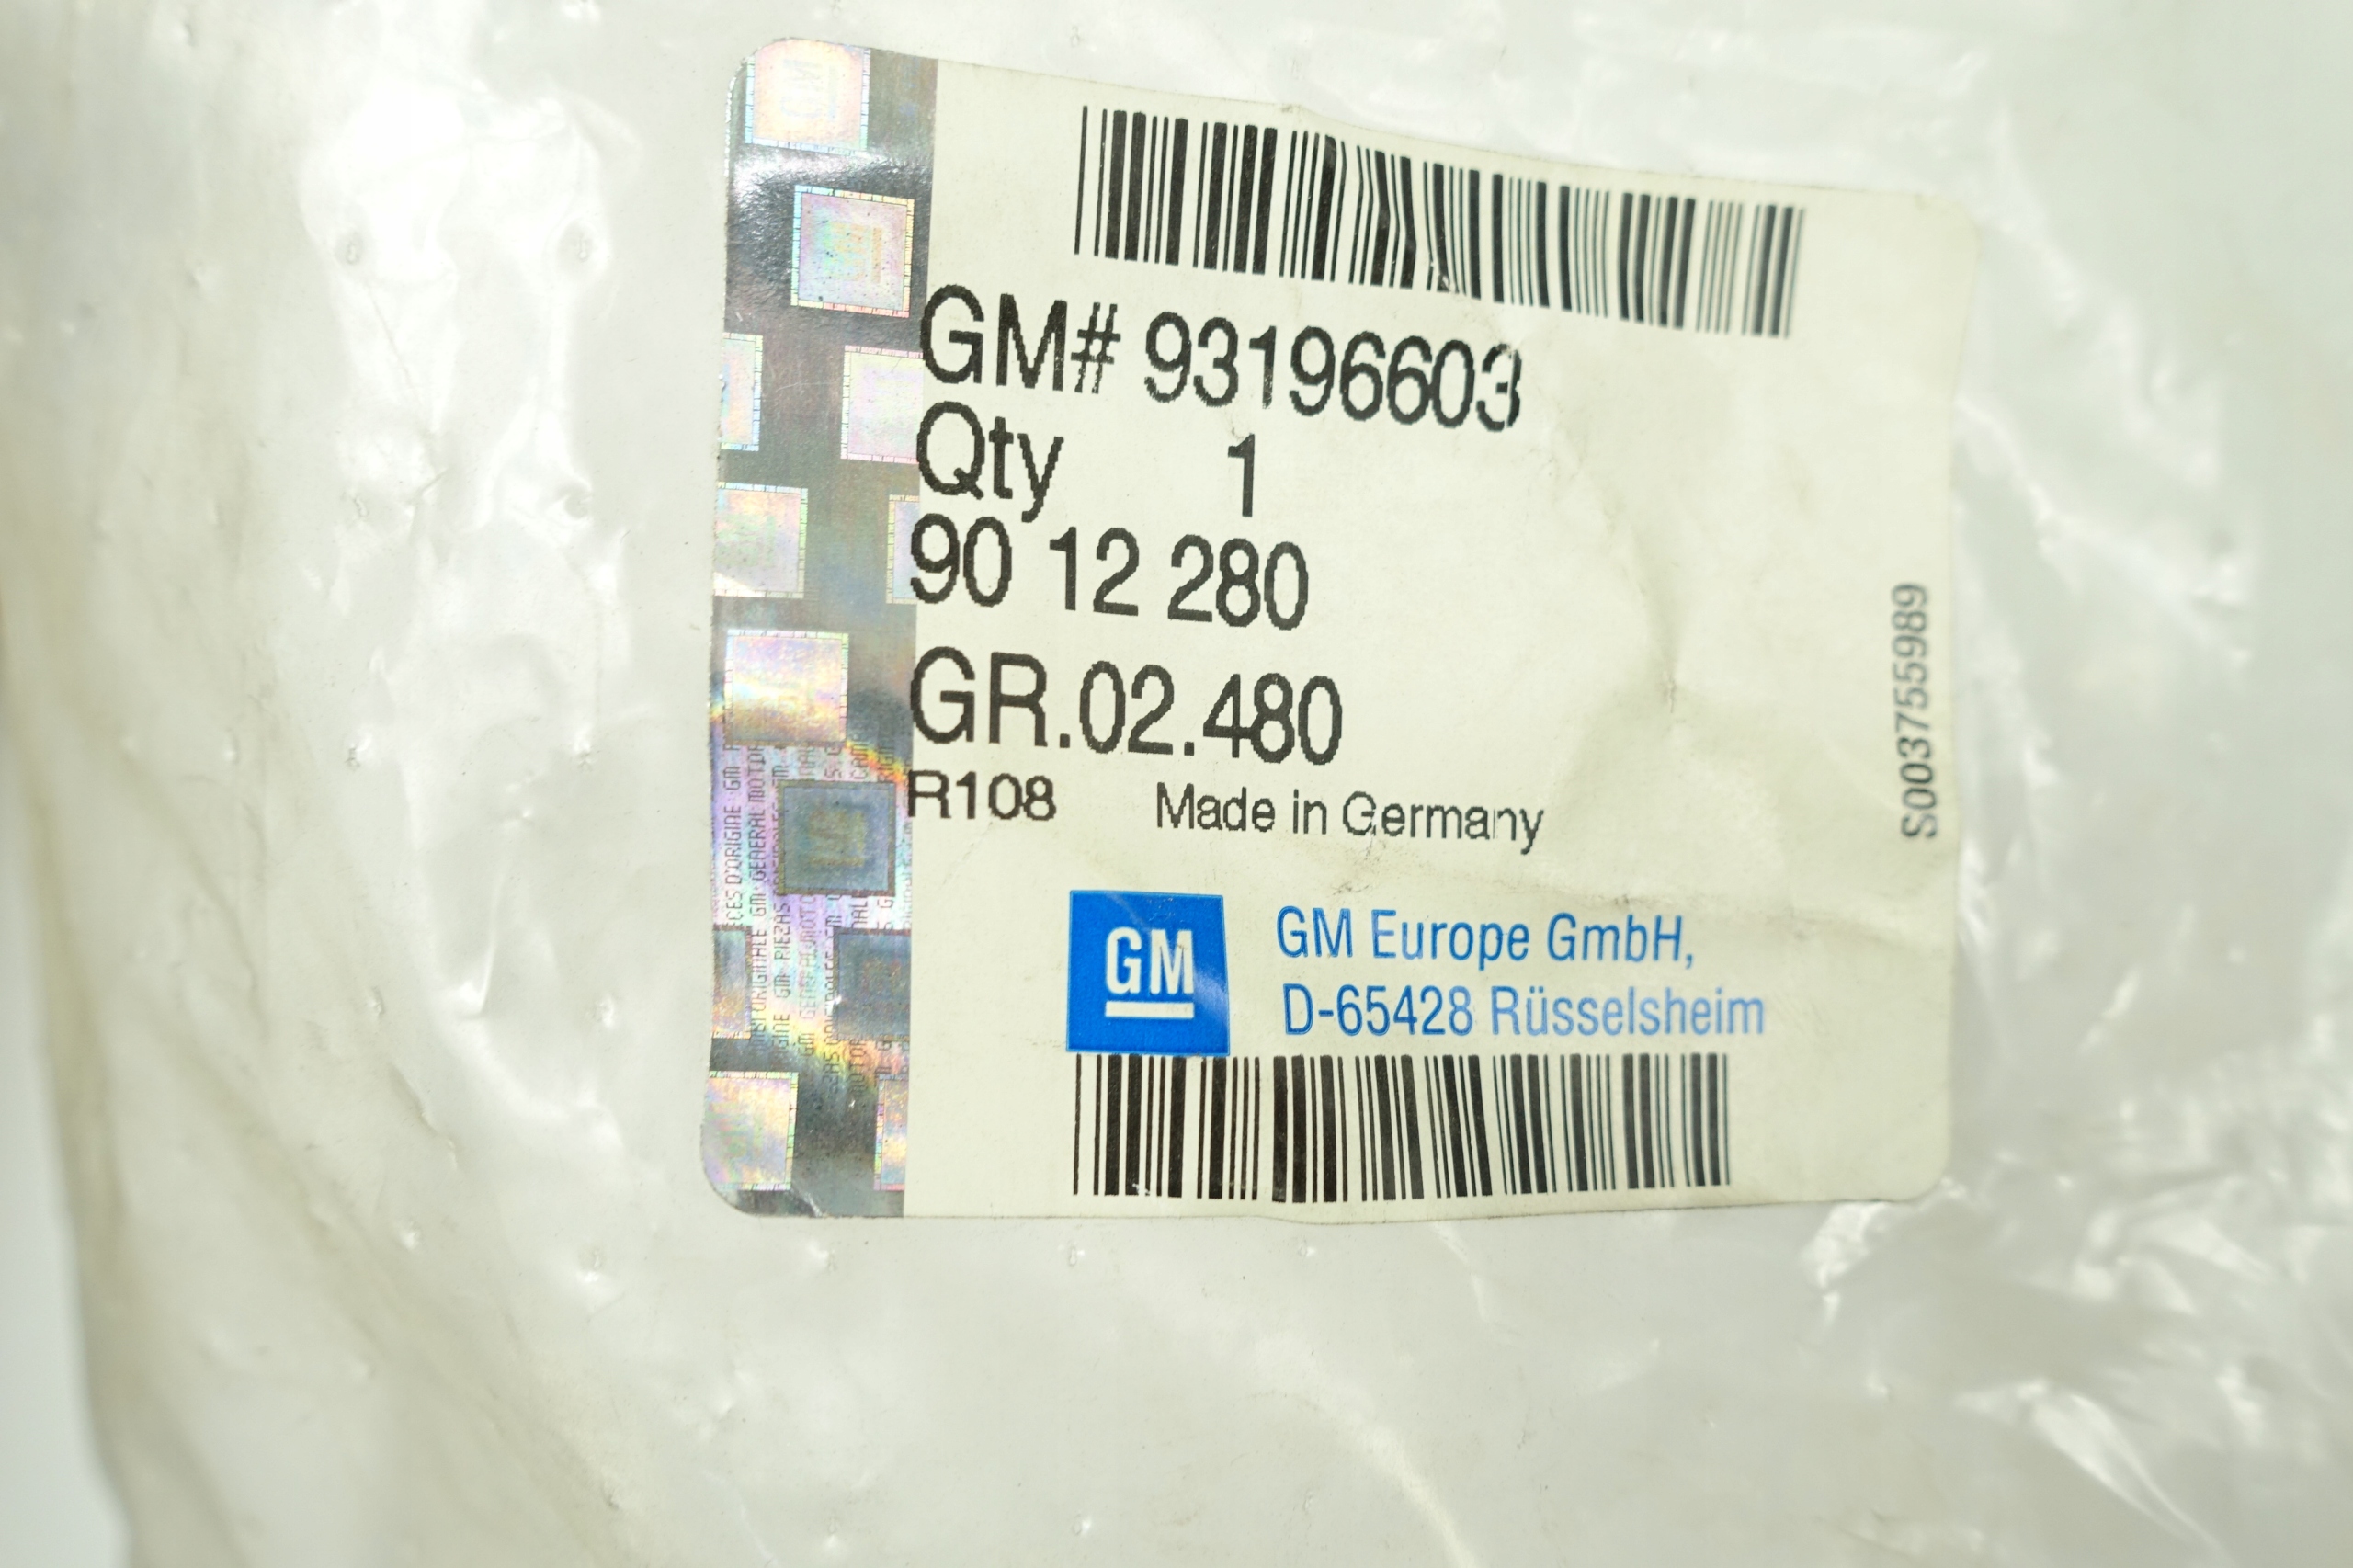 GM# 93196603
Qty 1
90 12 280
GR.02.480
R108 Made in Germany
S003755989
GM
GM Europe GmbH,
D-65428 Rüsselsheim